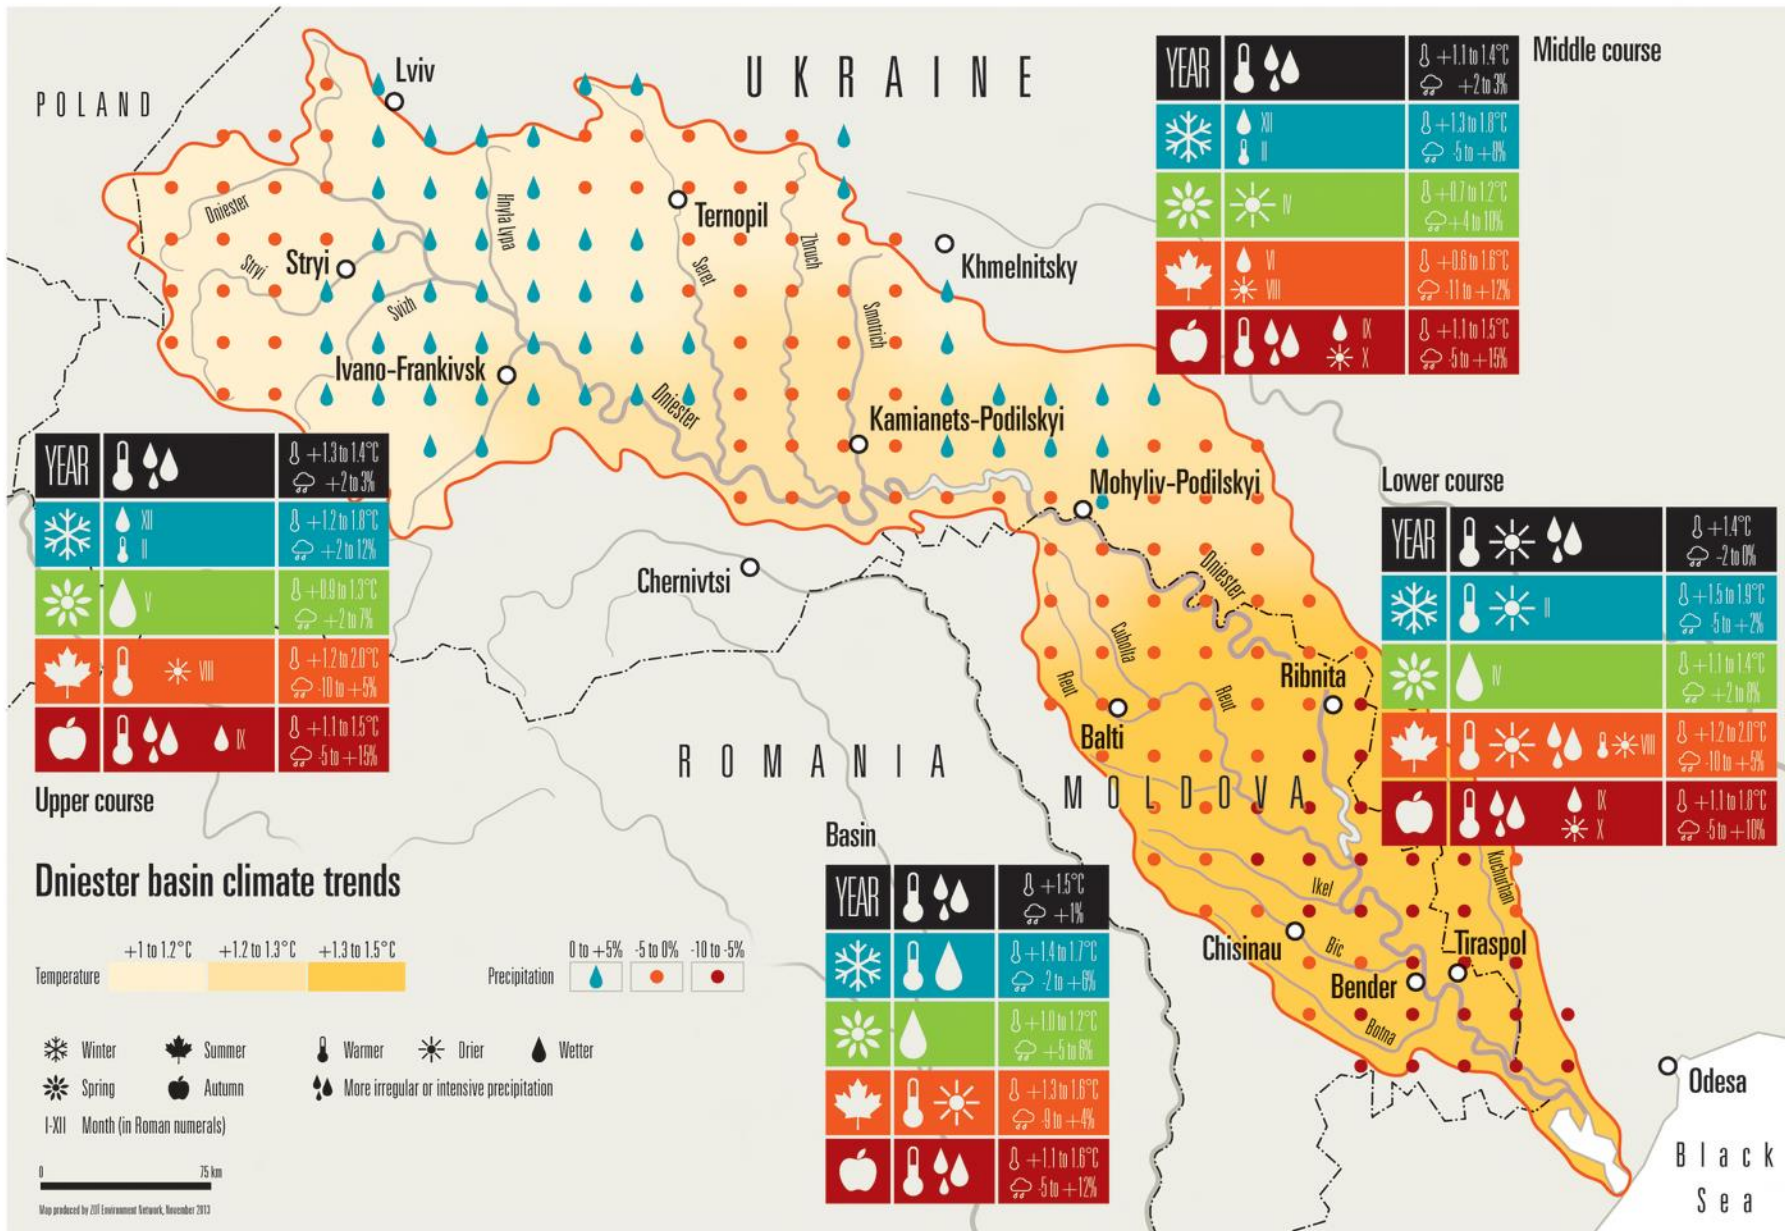 POLAND
Lviv
UKRAINE
Dniester
Hnyla Lypa
Ternopil
Zbruch
Stryi
Stryi
Seret
Khmelnitsky
Svizh
Smotrich
Ivano-Frankivsk
Dniester
Kamianets-Podilskyi
Mohyliv-Podilskyi
Chernivtsi
Dniester
Cubolta
Reut
Reut
Ribnita
Balti
ROMANIA
MOLDOVA
Ikel
Kuchurhan
Chisinau
Bic
Tiraspol
Bender
Botna
Odesa
Black
Sea
Middle course
YEAR
+1.1 to 1.4°C
+2 to 3%
XII
II
+1.3 to 1.8°C
-5 to +8%
IV
+0.7 to 1.2°C
+4 to 10%
VI
VIII
+0.6 to 1.6°C
-11 to +12%
IX
X
+1.1 to 1.5°C
-5 to +15%
YEAR
+1.3 to 1.4°C
+2 to 3%
XII
II
+1.2 to 1.8°C
+2 to 12%
V
+0.9 to 1.3°C
+2 to 7%
VIII
+1.2 to 2.0°C
-10 to +5%
IX
+1.1 to 1.5°C
-5 to +15%
Upper course
Lower course
YEAR
+1.4°C
-2 to 0%
II
+1.5 to 1.9°C
-5 to +2%
IV
+1.1 to 1.4°C
+2 to 8%
VIII
+1.2 to 2.0°C
-10 to +5%
IX
X
+1.1 to 1.8°C
-5 to +10%
Basin
YEAR
+1.5°C
+1%
+1.4 to 1.7°C
-2 to +6%
+1.0 to 1.2°C
+5 to 6%
+1.3 to 1.6°C
-9 to +4%
+1.1 to 1.6°C
-5 to +12%
Dniester basin climate trends
+1 to 1.2°C +1.2 to 1.3°C +1.3 to 1.5°C
Temperature
0 to +5% -5 to 0% -10 to -5%
Precipitation
Winter Summer Warmer Drier Wetter
Spring Autumn More irregular or intensive precipitation
I-XII Month (in Roman numerals)
0 75 km
Map produced by ZOÏ Environment Network, November 2013